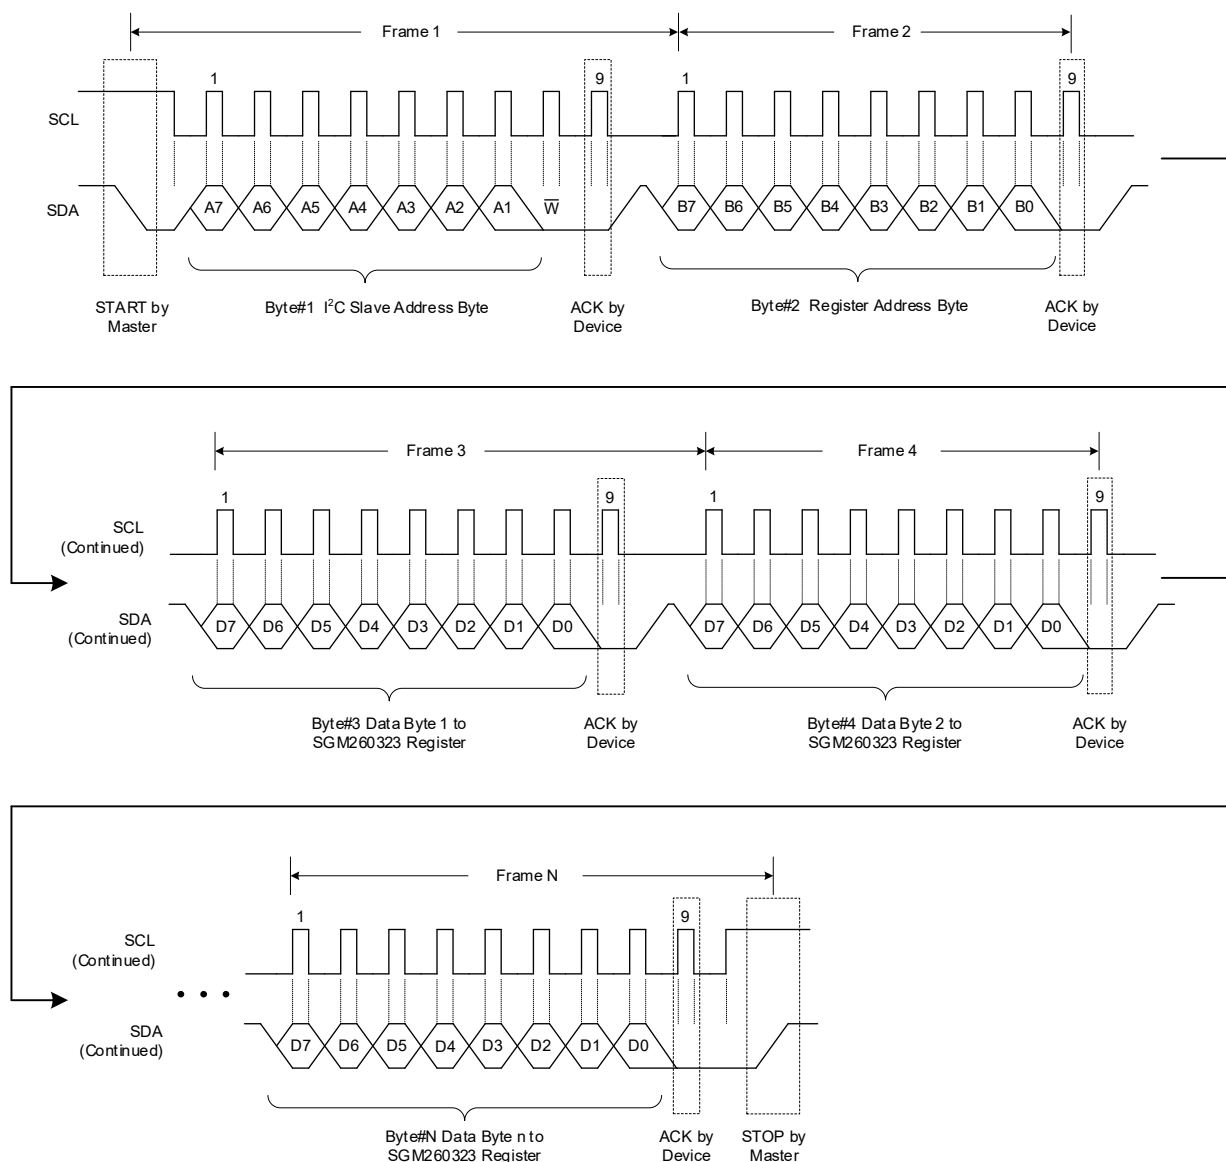 Frame 1 Frame 2
1 9 1 9
SCL
SDA A7 A6 A5 A4 A3 A2 A1 W̅ B7 B6 B5 B4 B3 B2 B1 B0
START by
Master
Byte#1 I²C Slave Address Byte
ACK by
Device
Byte#2 Register Address Byte
ACK by
Device
Frame 3 Frame 4
1 9 1 9
SCL
(Continued)
SDA
(Continued)
D7 D6 D5 D4 D3 D2 D1 D0 D7 D6 D5 D4 D3 D2 D1 D0
Byte#3 Data Byte 1 to
SGM260323 Register
ACK by
Device
Byte#4 Data Byte 2 to
SGM260323 Register
ACK by
Device
Frame N
1 9
SCL
(Continued)
• • •
SDA
(Continued)
D7 D6 D5 D4 D3 D2 D1 D0
Byte#N Data Byte n to
SGM260323 Register
ACK by
Device
STOP by
Master